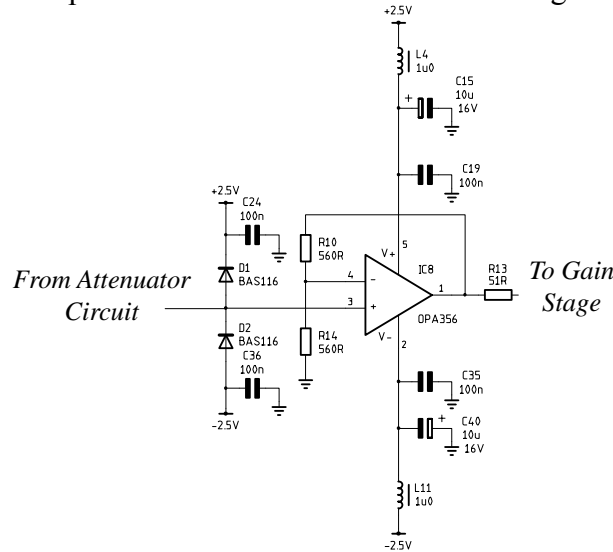 +2.5V
L4
1u0
C15
10u
16V
+
C19
100n
+2.5V
C24
100n
R10
560R
V+
5
IC8
D1
BAS116
4
-
R13
51R
1
From Attenuator
Circuit
To Gain
Stage
3
+
OPA356
D2
BAS116
R14
560R
V-
2
C36
100n
C35
100n
-2.5V
C40
10u
16V
+
L11
1u0
-2.5V